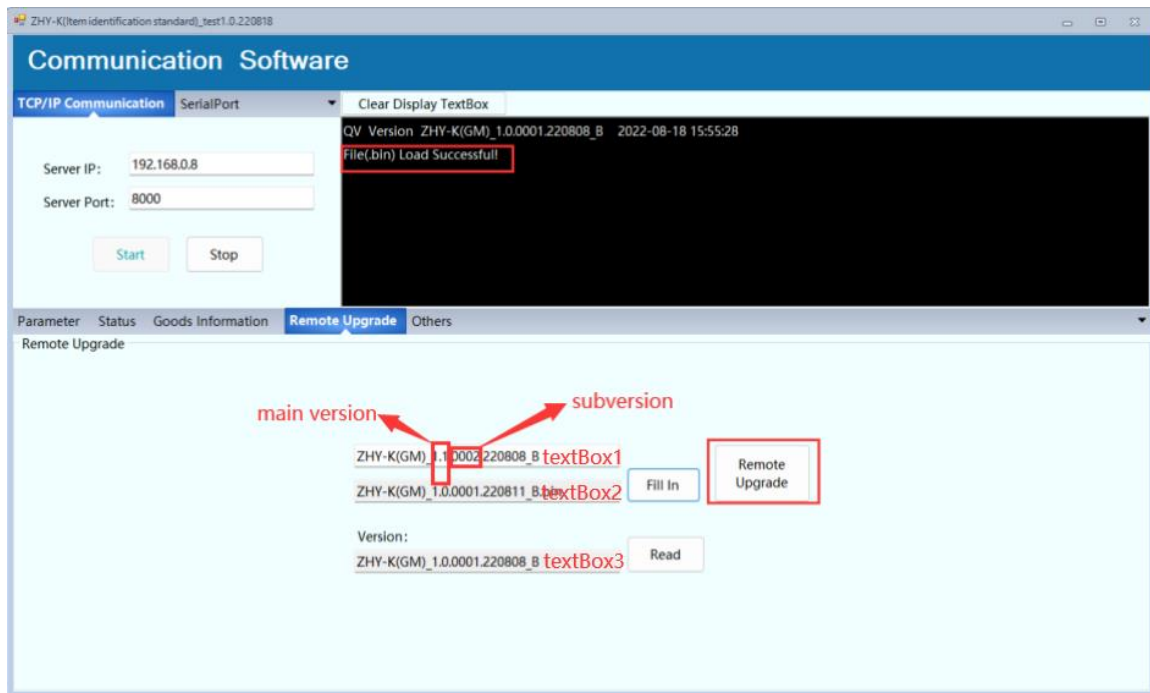 ZHY-K(Item identification standard)_test1.0.220818
Communication Software
TCP/IP Communication SerialPort
Clear Display TextBox
QV Version ZHY-K(GM)_1.0.0001.220808_B 2022-08-18 15:55:28
File(.bin) Load Successful!
Server IP: 192.168.0.8
Server Port: 8000
Start Stop
Parameter Status Goods Information Remote Upgrade Others
Remote Upgrade
main version
subversion
ZHY-K(GM)_1.1.0002.220808_B textBox1
Remote Upgrade
ZHY-K(GM)_1.0.0001.220811_B.bin textBox2
Fill In
Version:
ZHY-K(GM)_1.0.0001.220808_B textBox3
Read